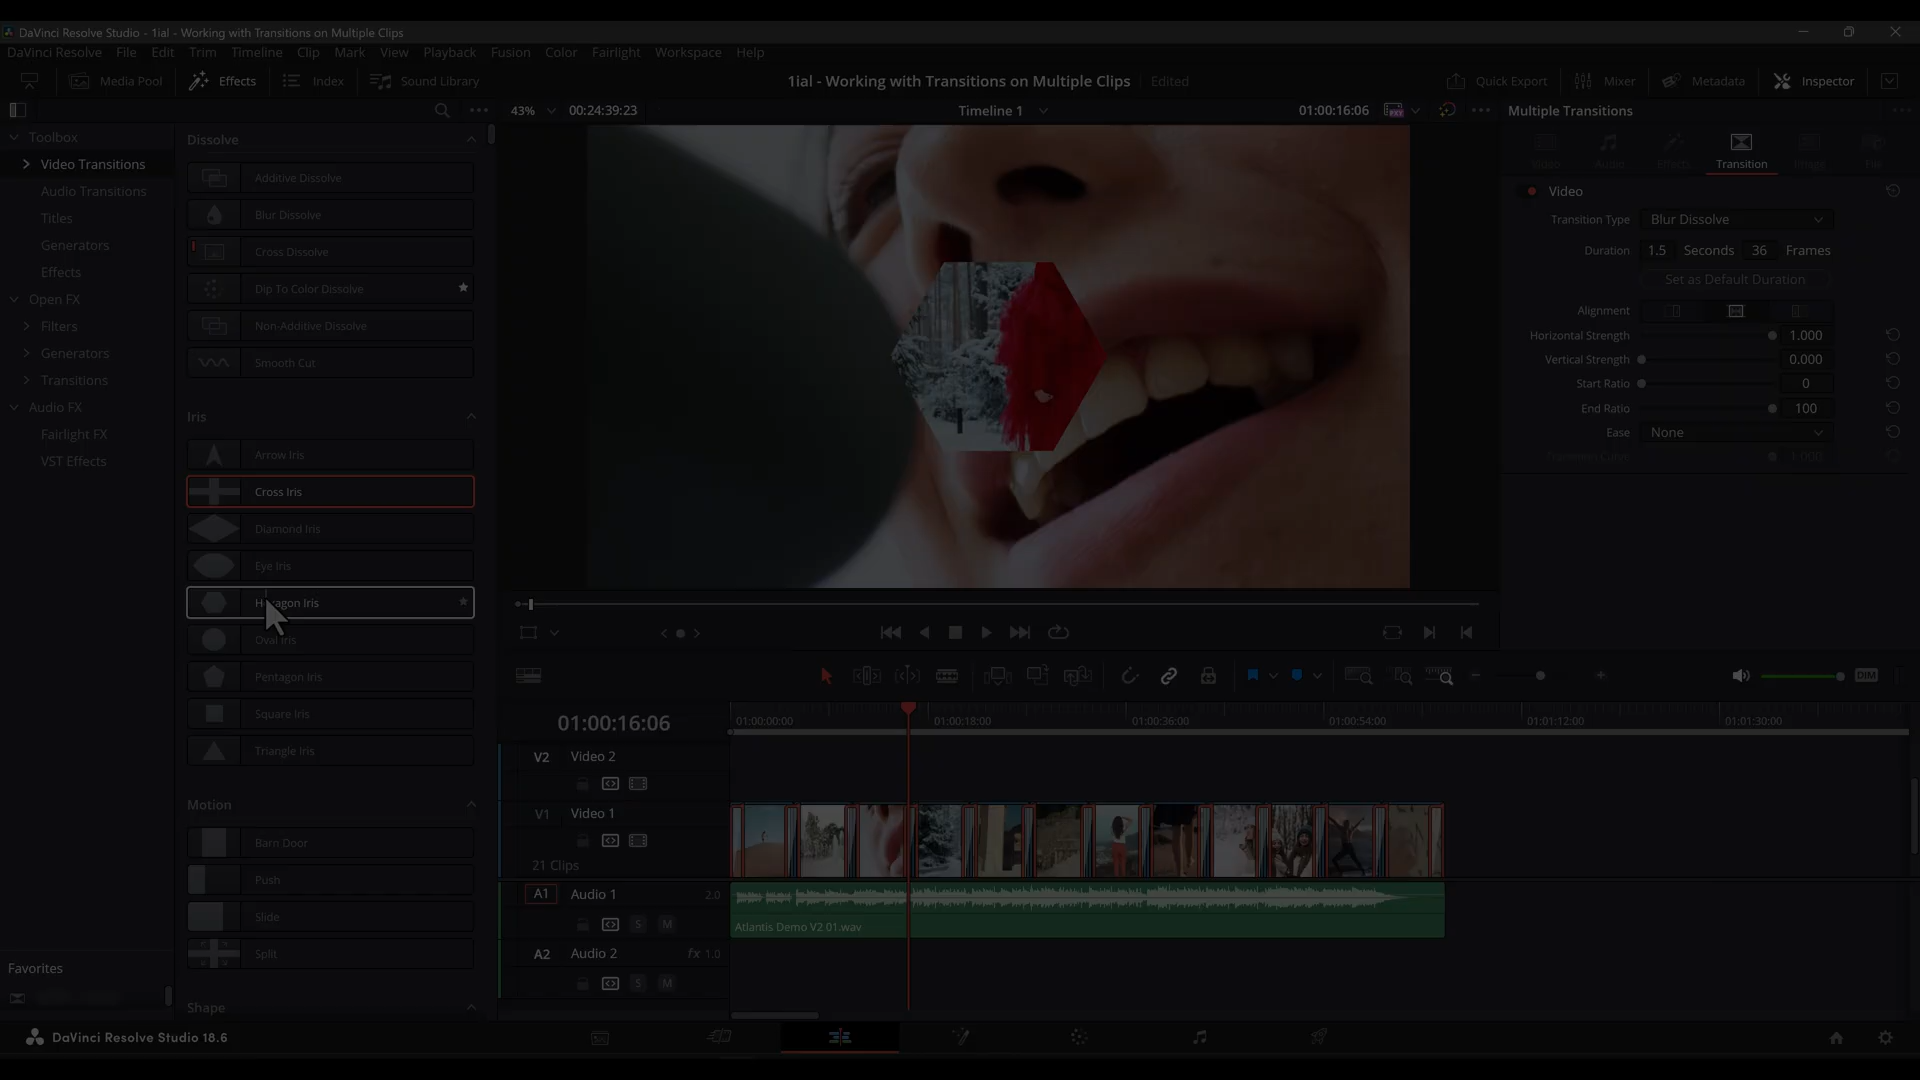 DaVinci Resolve Studio - 1ial - Working with Transitions on Multiple Clips
DaVinci Resolve File Edit Trim Timeline Clip Mark View Playback Fusion Color Fairlight Workspace Help
Media Pool Effects Index Sound Library
1ial - Working with Transitions on Multiple Clips Edited
Quick Export Mixer Metadata Inspector
43% 00:24:39:23 Timeline 1 01:00:16:06
Multiple Transitions
Toolbox
Video Transitions
Audio Transitions
Titles
Generators
Effects
Open FX
Filters
Generators
Transitions
Audio FX
Fairlight FX
VST Effects
Favorites
Dissolve
Additive Dissolve
Blur Dissolve
Cross Dissolve
Dip To Color Dissolve
Non-Additive Dissolve
Smooth Cut
Iris
Arrow Iris
Cross Iris
Diamond Iris
Eye Iris
Hexagon Iris
Oval Iris
Pentagon Iris
Square Iris
Triangle Iris
Motion
Barn Door
Push
Slide
Split
Shape
Video Audio Effects Transition Image File
Video
Transition Type Blur Dissolve
Duration 1.5 Seconds 36 Frames
Set as Default Duration
Alignment
Horizontal Strength 1.000
Vertical Strength 0.000
Start Ratio 0
End Ratio 100
Ease None
Transition Curve 1.000
DIM
01:00:16:06
01:00:00:00 01:00:18:00 01:00:36:00 01:00:54:00 01:01:12:00 01:01:30:00
V2 Video 2
V1 Video 1
21 Clips
A1 Audio 1 2.0
S M
Atlantis Demo V2 01.wav
A2 Audio 2 fx 1.0
S M
DaVinci Resolve Studio 18.6